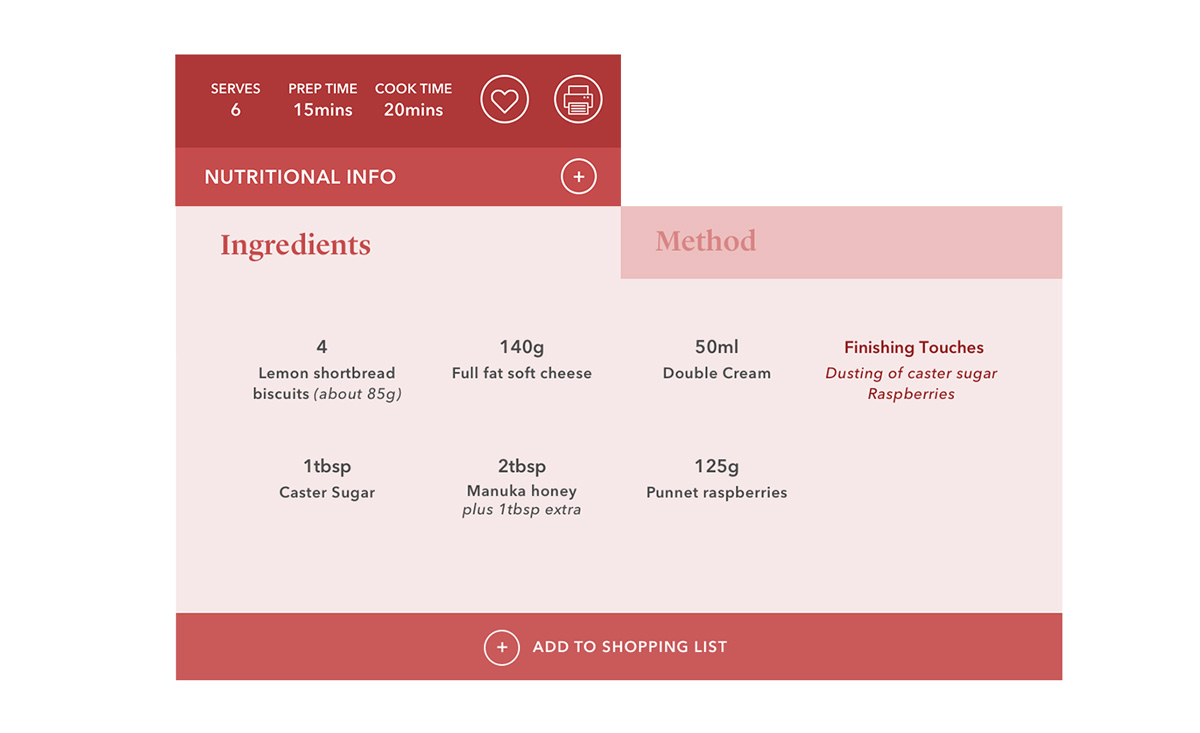 SERVES
6
PREP TIME
15mins
COOK TIME
20mins
NUTRITIONAL INFO
+
Ingredients
Method
4
Lemon shortbread
biscuits (about 85g)
140g
Full fat soft cheese
50ml
Double Cream
Finishing Touches
Dusting of caster sugar
Raspberries
1tbsp
Caster Sugar
2tbsp
Manuka honey
plus 1tbsp extra
125g
Punnet raspberries
+ ADD TO SHOPPING LIST